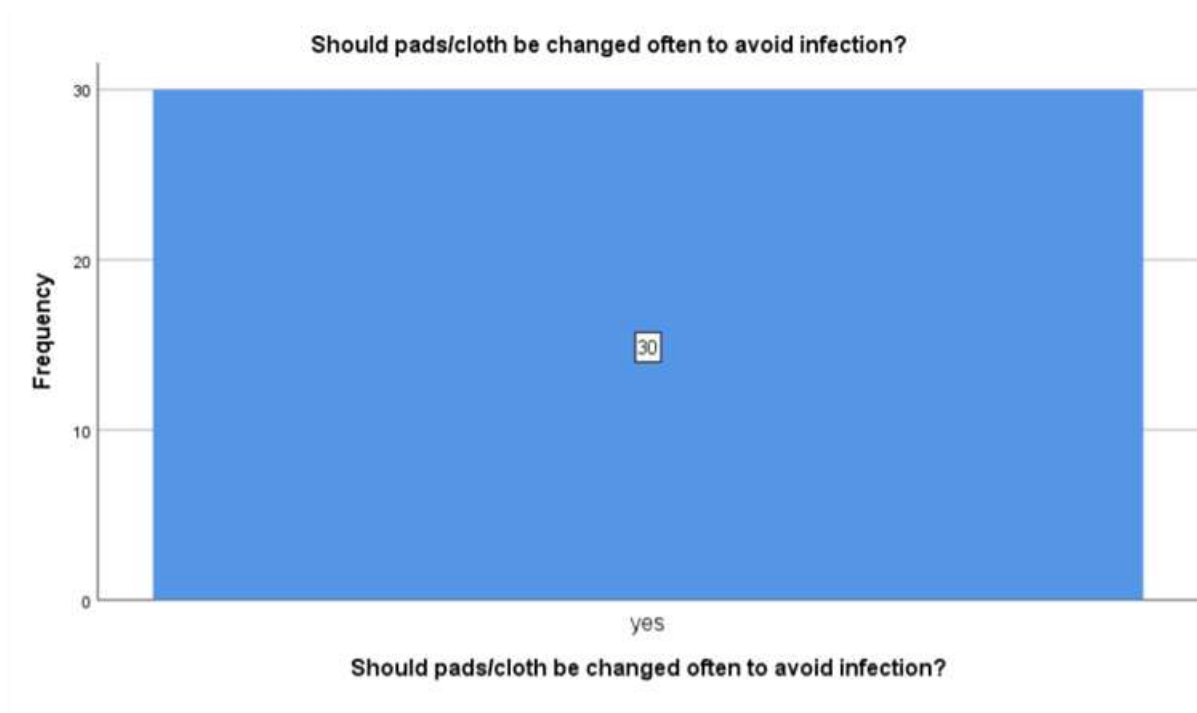 Should pads/cloth be changed often to avoid infection?
30
20
10
0
Frequency
30
yes
Should pads/cloth be changed often to avoid infection?